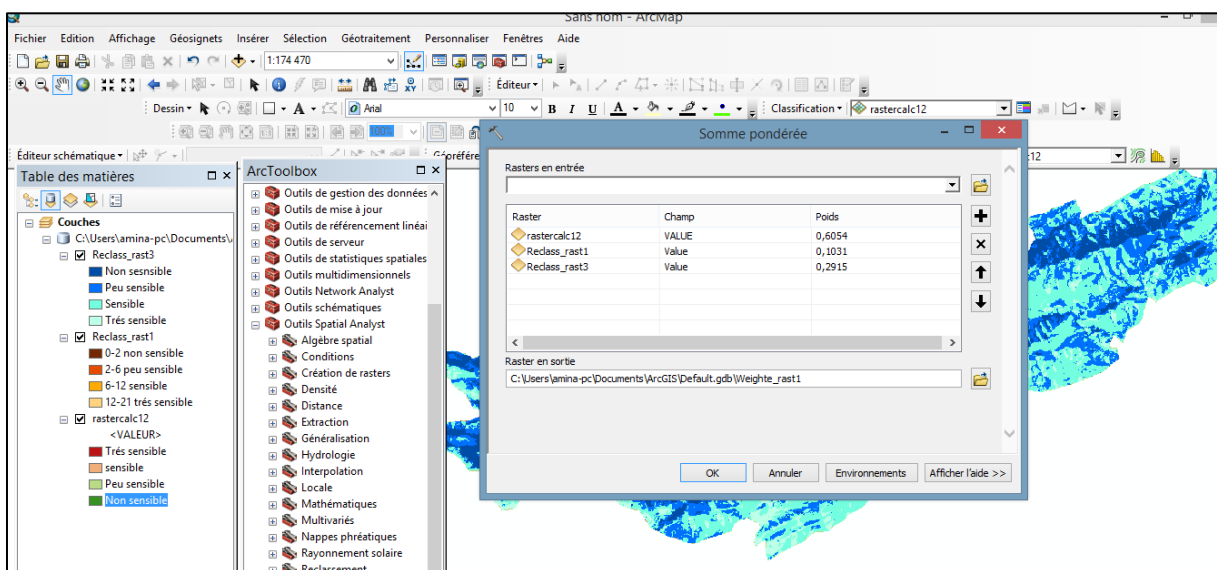 Sans nom - ArcMap
Fichier Edition Affichage Géosignets Insérer Sélection Géotraitement Personnaliser Fenêtres Aide
1:174 470
Éditeur
Dessin
Arial
10
B I U A
Classification
rastercalc12
100%
Éditeur schématique
Géoréfére
:12
Table des matières
Couches
C:\Users\amina-pc\Documents\
Reclass_rast3
Non sesnsible
Peu sensible
Sensible
Trés sensible
Reclass_rast1
0-2 non sensible
2-6 peu sensible
6-12 sensible
12-21 trés sensible
rastercalc12
<VALEUR>
Trés sensible
sensible
Peu sensible
Non sensible
ArcToolbox
Outils de gestion des données
Outils de mise à jour
Outils de référencement linéai
Outils de serveur
Outils de statistiques spatiales
Outils multidimensionnels
Outils Network Analyst
Outils schématiques
Outils Spatial Analyst
Algèbre spatial
Conditions
Création de rasters
Densité
Distance
Extraction
Généralisation
Hydrologie
Interpolation
Locale
Mathématiques
Multivariés
Nappes phréatiques
Rayonnement solaire
Reclassement
Somme pondérée
Rasters en entrée
Raster Champ Poids
rastercalc12 VALUE 0,6054
Reclass_rast1 Value 0,1031
Reclass_rast3 Value 0,2915
Raster en sortie
C:\Users\amina-pc\Documents\ArcGIS\Default.gdb\Weighte_rast1
OK Annuler Environnements Afficher l'aide >>